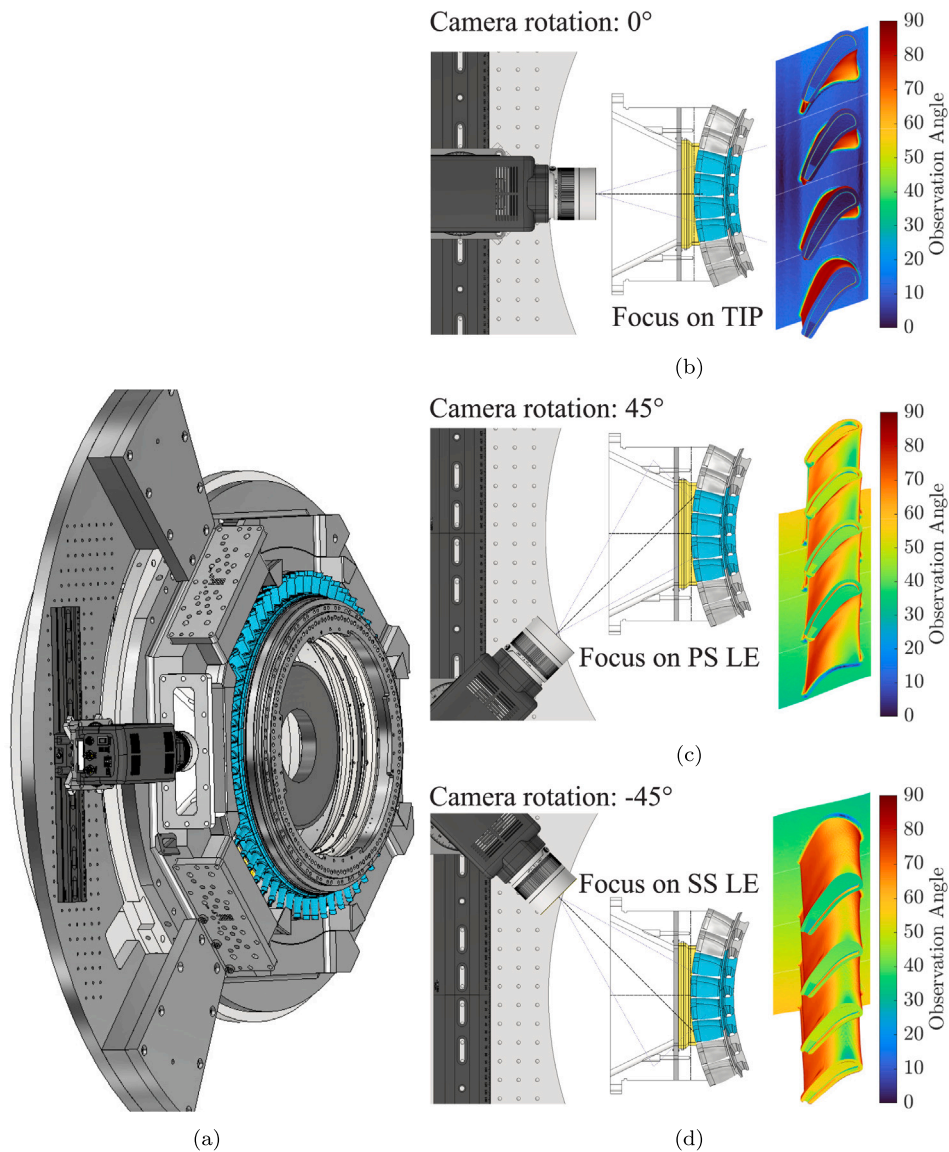 Camera rotation: 0°
Focus on TIP
90
80
70
60
50
40
30
20
10
0
Observation Angle
(b)
Camera rotation: 45°
Focus on PS LE
90
80
70
60
50
40
30
20
10
0
Observation Angle
(c)
Camera rotation: -45°
Focus on SS LE
90
80
70
60
50
40
30
20
10
0
Observation Angle
(a)
(d)